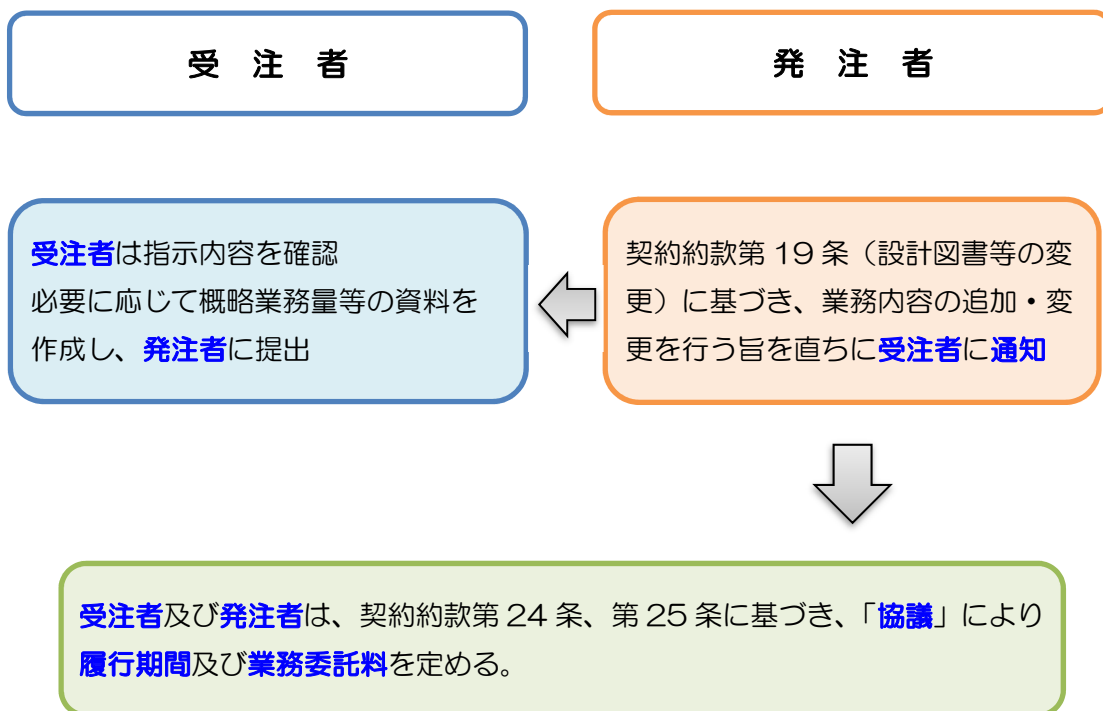 受 注 者
発 注 者
受注者は指示内容を確認
必要に応じて概略業務量等の資料を
作成し、発注者に提出
契約約款第 19 条（設計図書等の変
更）に基づき、業務内容の追加・変
更を行う旨を直ちに受注者に通知
受注者及び発注者は、契約約款第 24 条、第 25 条に基づき、「協議」により
履行期間及び業務委託料を定める。